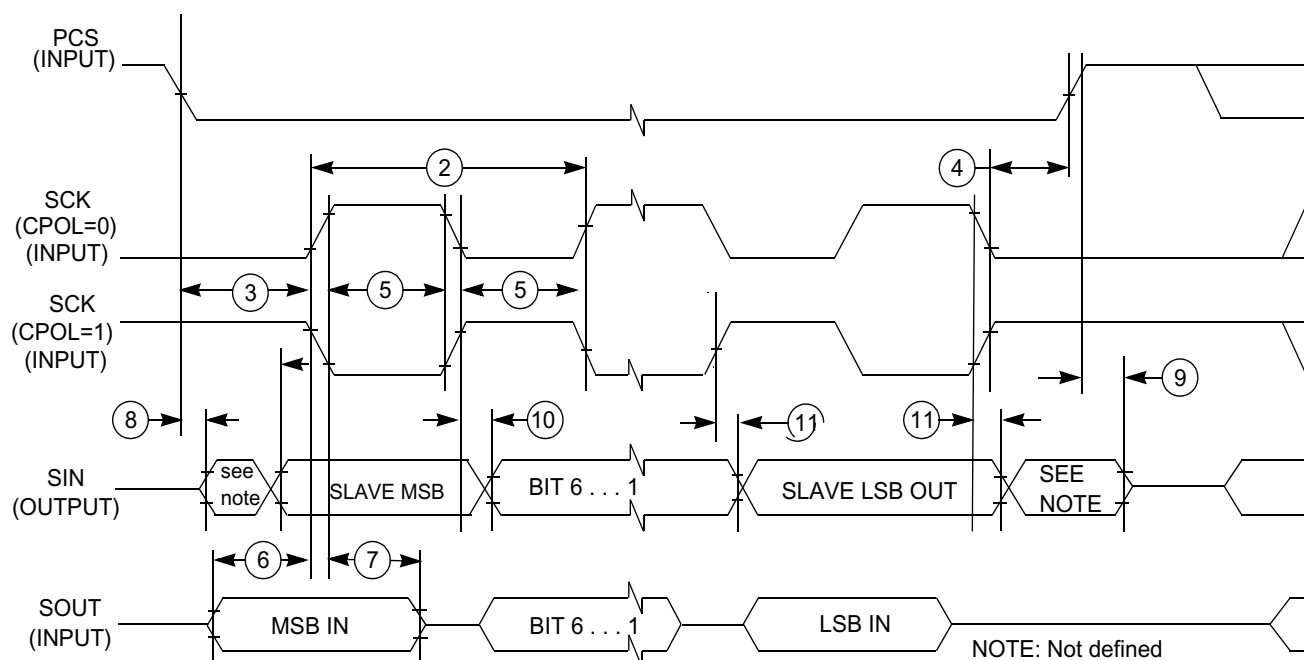 PCS
(INPUT)
2
4
SCK
(CPOL=0)
(INPUT)
3
5
5
SCK
(CPOL=1)
(INPUT)
8
10
11
11
9
SIN
(OUTPUT)
see
note
SLAVE MSB
BIT 6 . . . 1
SLAVE LSB OUT
SEE
NOTE
6
7
SOUT
(INPUT)
MSB IN
BIT 6 . . . 1
LSB IN
NOTE: Not defined